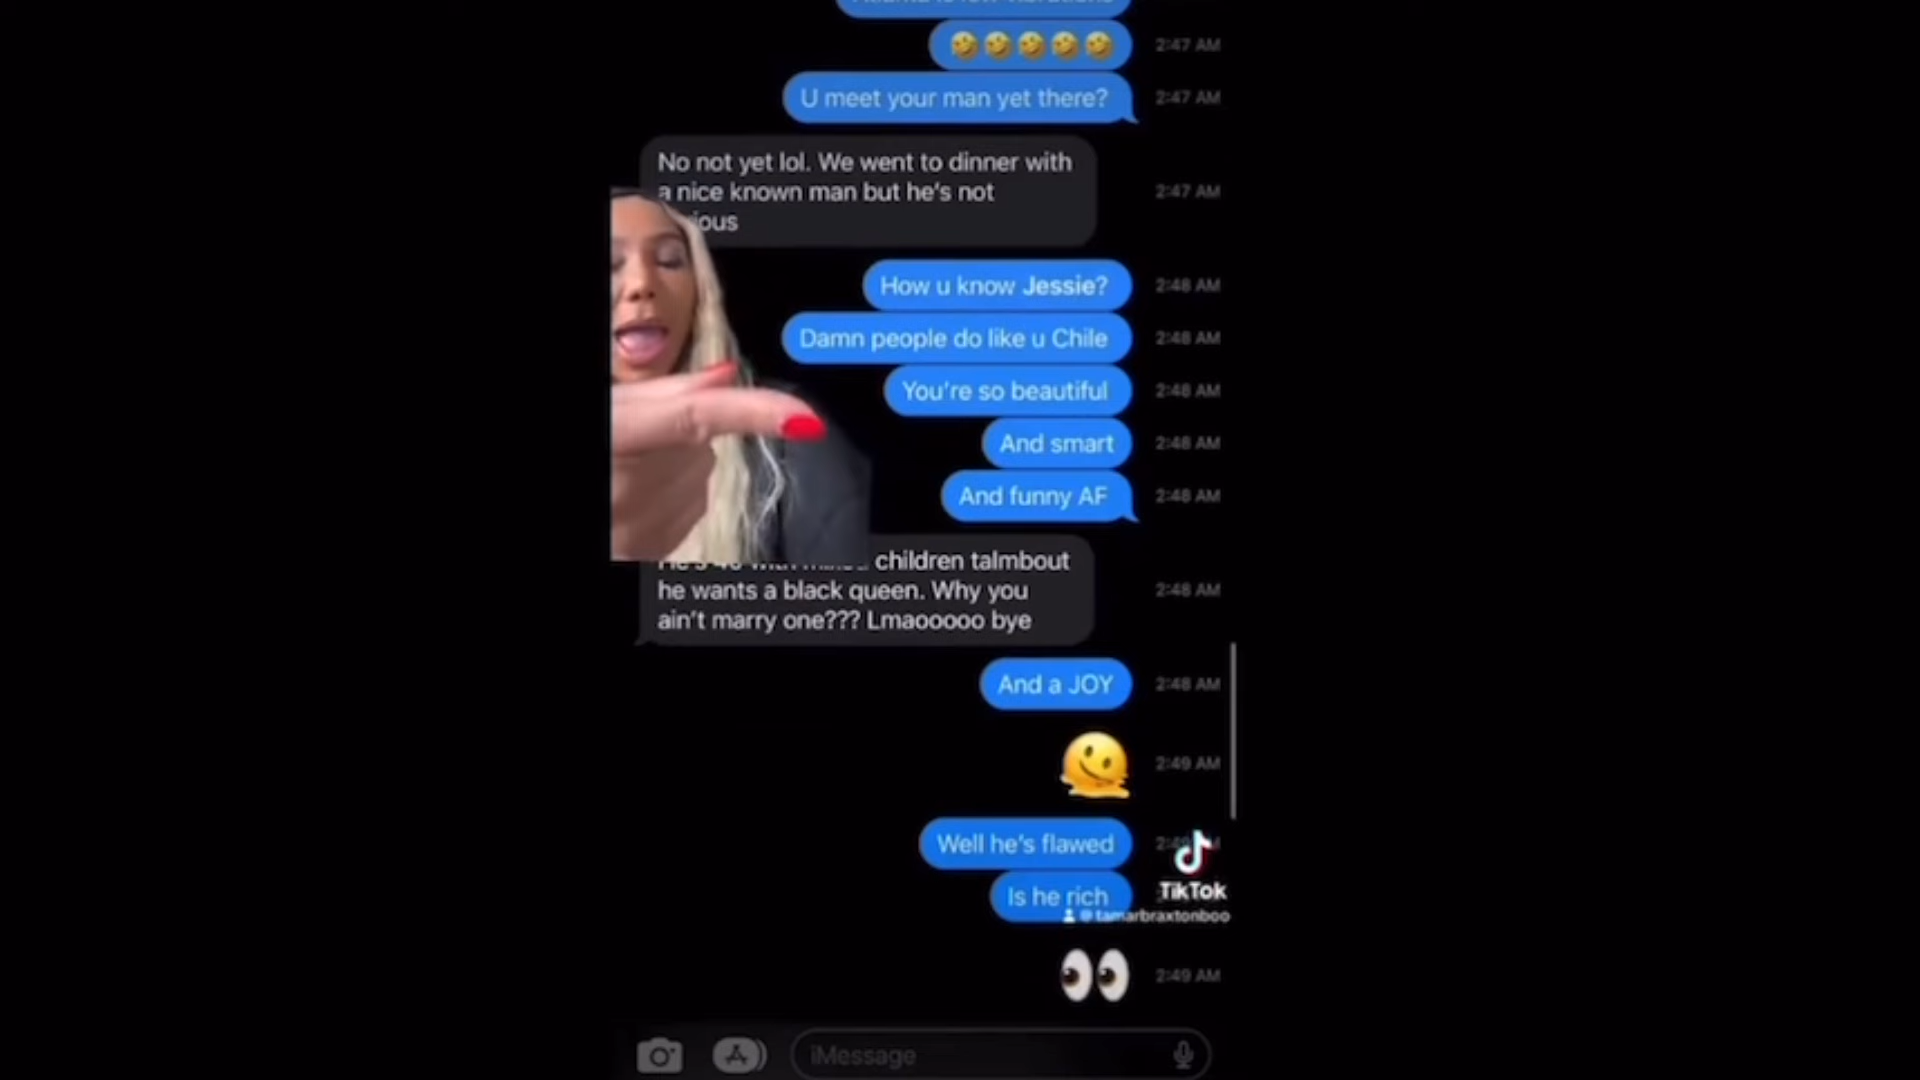 2:47 AM
U meet your man yet there?
2:47 AM
No not yet lol. We went to dinner with
a nice known man but he's not
2:47 AM
How u know Jessie?
2:48 AM
Damn people do like u Chile
2:48 AM
You're so beautiful
2:48 AM
And smart
2:48 AM
And funny AF
2:48 AM
children talmbout
he wants a black queen. Why you
ain't marry one??? Lmaooooo bye
2:48 AM
And a JOY
2:48 AM
2:49 AM
Well he's flawed
Is he rich
TikTok
@tamarbraxtonboo
2:49 AM
iMessage